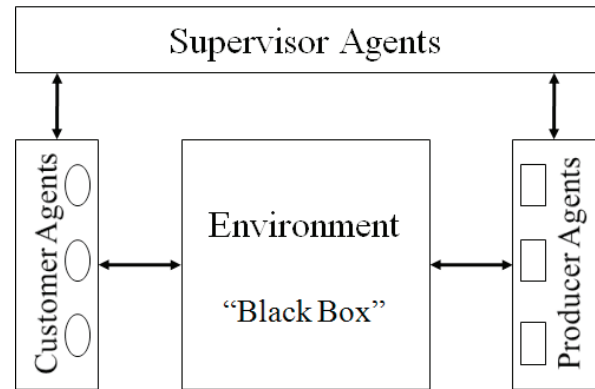 Supervisor Agents
Customer Agents
Environment
“Black Box”
Producer Agents